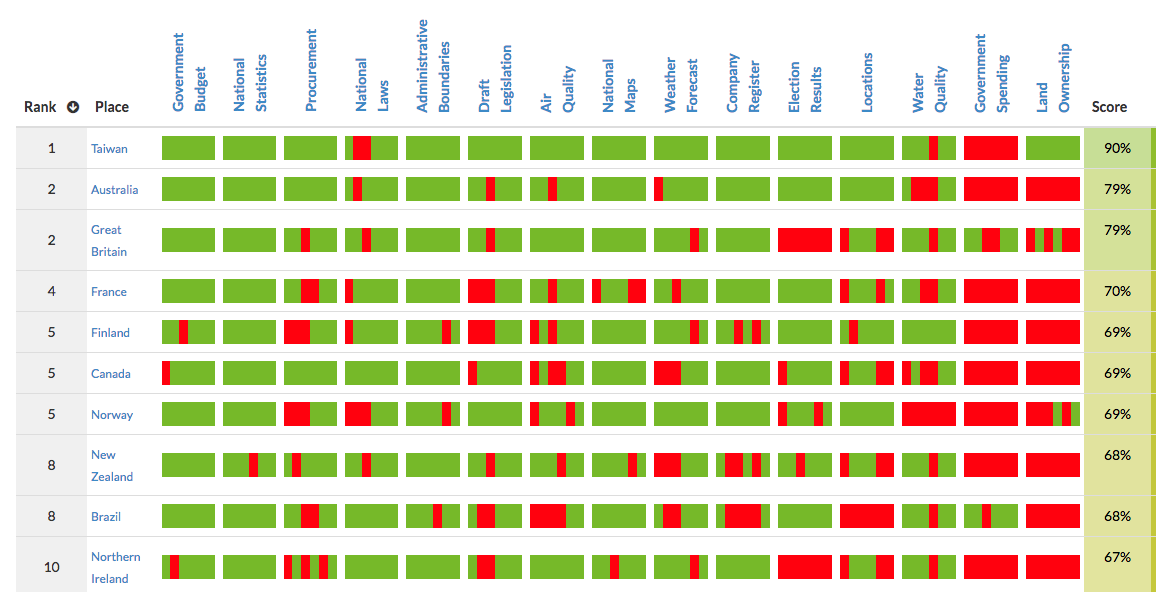 Rank Place Government Budget National Statistics Procurement National Laws Administrative Boundaries Draft Legislation Air Quality National Maps Weather Forecast Company Register Election Results Locations Water Quality Government Spending Land Ownership Score
1 Taiwan 90%
2 Australia 79%
2 Great Britain 79%
4 France 70%
5 Finland 69%
5 Canada 69%
5 Norway 69%
8 New Zealand 68%
8 Brazil 68%
10 Northern Ireland 67%